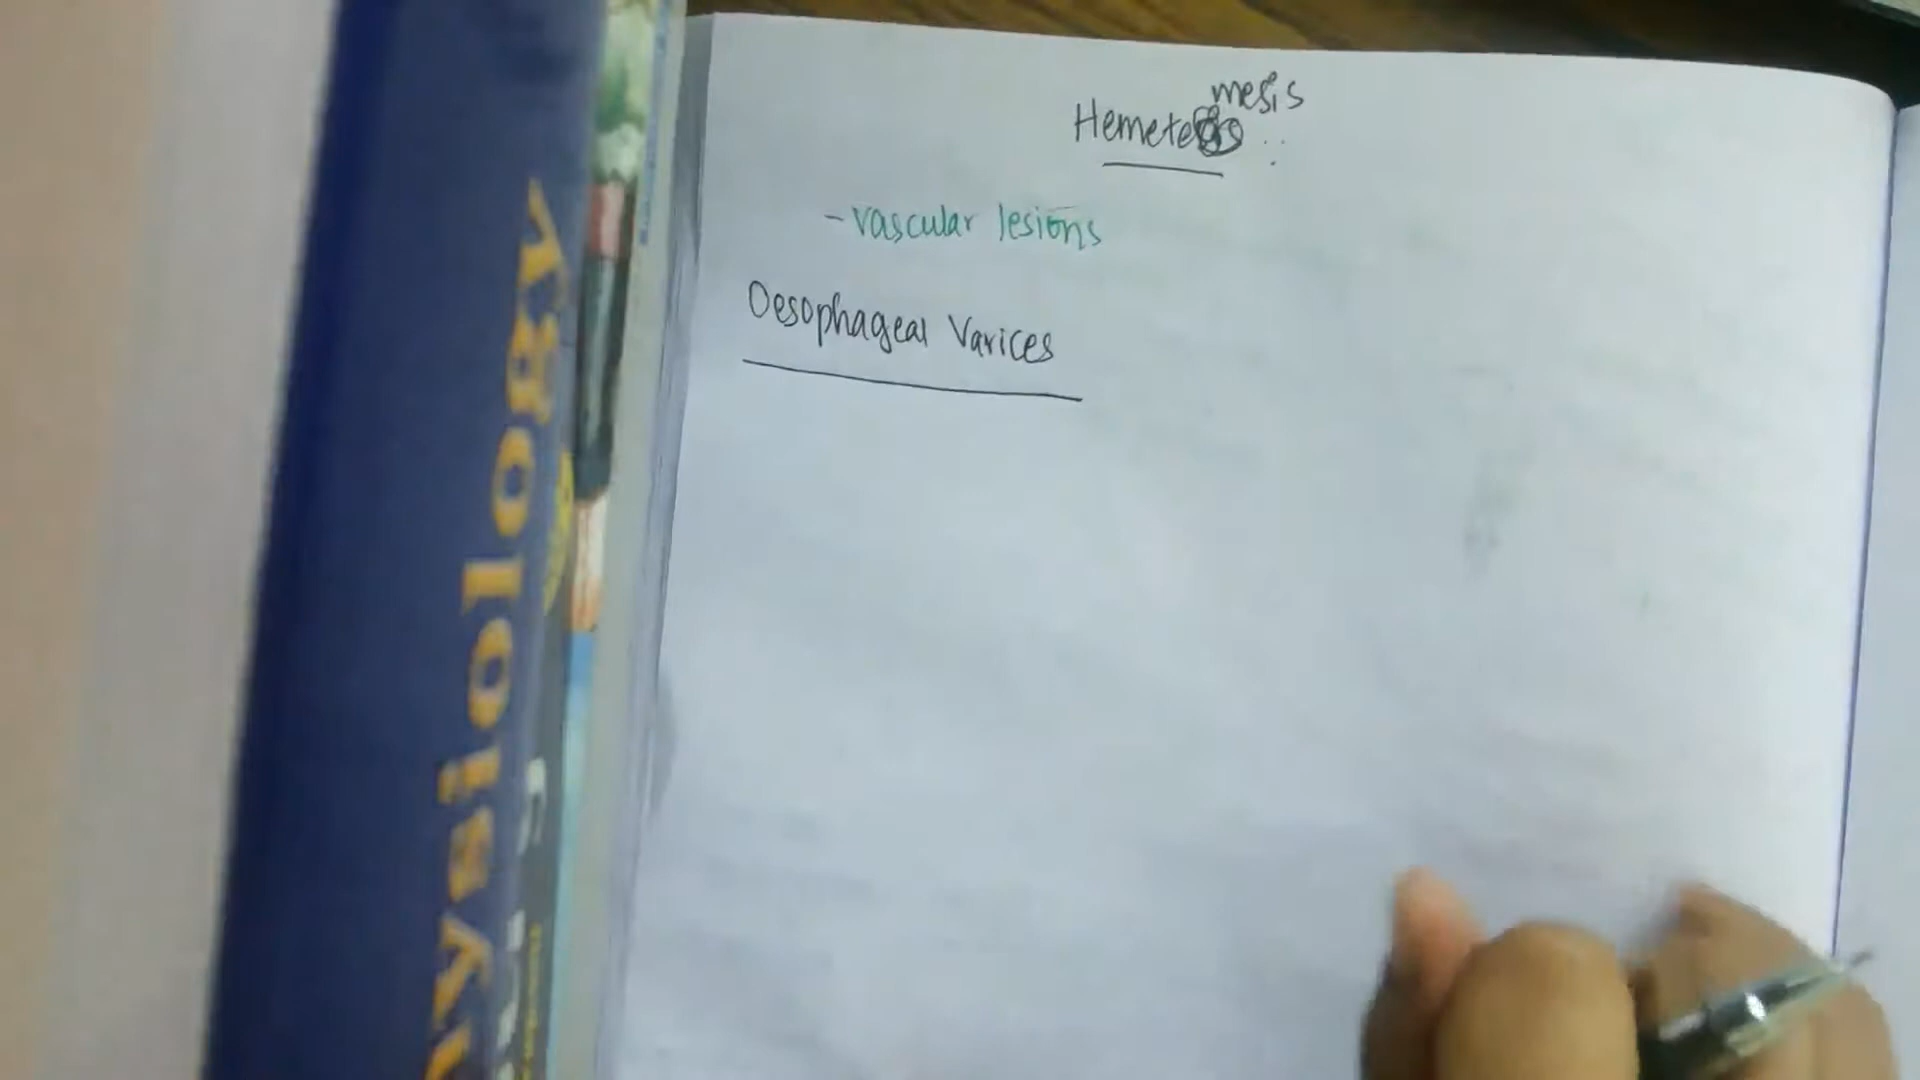 Hemetemesis
- vascular lesions
Oesophageal Varices
ysiology